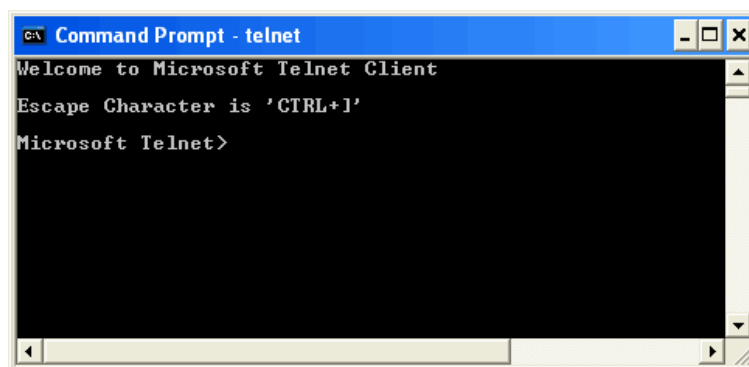 Command Prompt - telnet
Welcome to Microsoft Telnet Client
Escape Character is 'CTRL+]'
Microsoft Telnet>